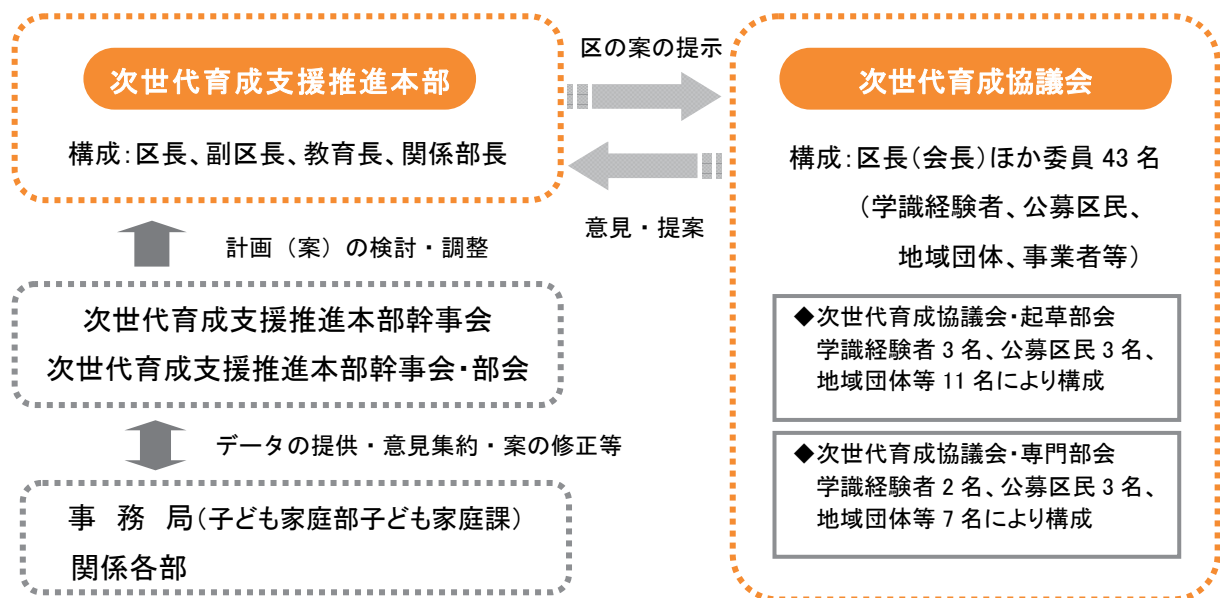 次世代育成支援推進本部
構成：区長、副区長、教育長、関係部長
区の案の提示
意見・提案
計画（案）の検討・調整
次世代育成支援推進本部幹事会
次世代育成支援推進本部幹事会・部会
データの提供・意見集約・案の修正等
事 務 局（子ども家庭部子ども家庭課）
関係各部
次世代育成協議会
構成：区長（会長）ほか委員 43 名
（学識経験者、公募区民、
地域団体、事業者等）
◆次世代育成協議会・起草部会
学識経験者 3 名、公募区民 3 名、
地域団体等 11 名により構成
◆次世代育成協議会・専門部会
学識経験者 2 名、公募区民 3 名、
地域団体等 7 名により構成